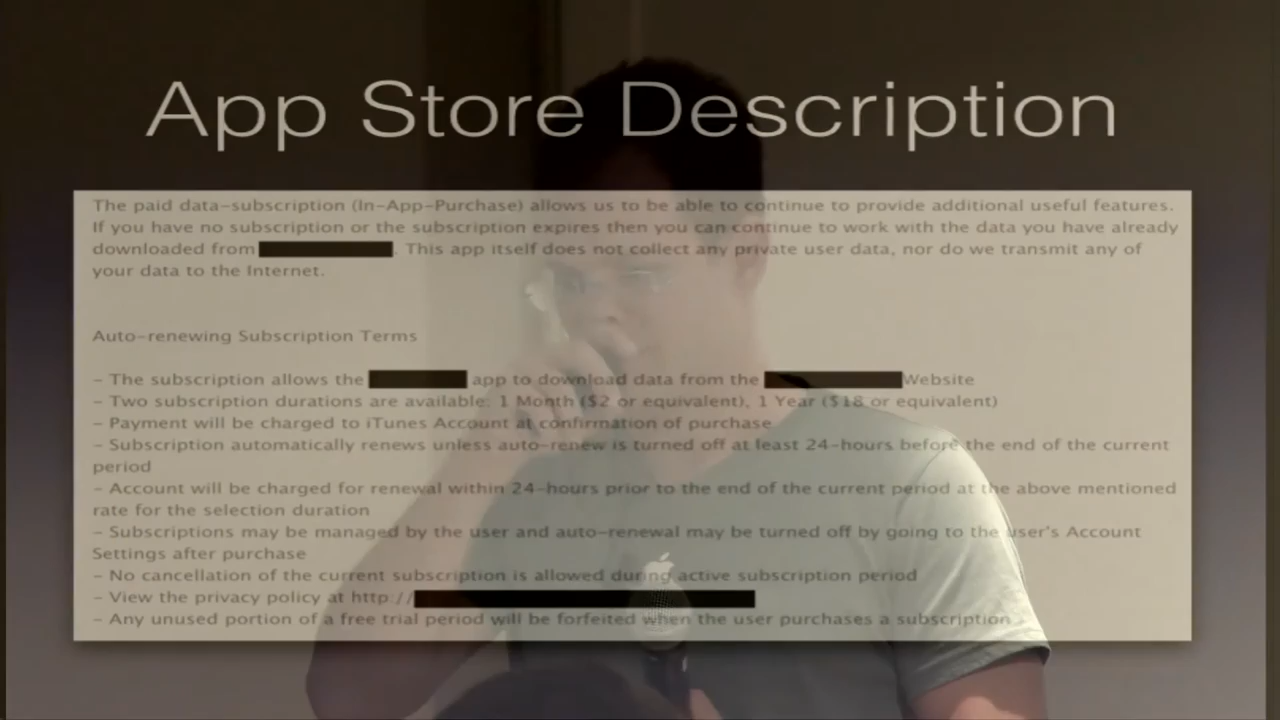 App Store Description
The paid data-subscription (In-App-Purchase) allows us to be able to continue to provide additional useful features.
If you have no subscription or the subscription expires then you can continue to work with the data you have already
downloaded from . This app itself does not collect any private user data, nor do we transmit any of
your data to the Internet.
Auto-renewing Subscription Terms
- The subscription allows the app to download data from the Website
- Two subscription durations are available: 1 Month ($2 or equivalent), 1 Year ($18 or equivalent)
- Payment will be charged to iTunes Account at confirmation of purchase
- Subscription automatically renews unless auto-renew is turned off at least 24-hours before the end of the current
period
- Account will be charged for renewal within 24-hours prior to the end of the current period at the above mentioned
rate for the selection duration
- Subscriptions may be managed by the user and auto-renewal may be turned off by going to the user's Account
Settings after purchase
- No cancellation of the current subscription is allowed during active subscription period
- View the privacy policy at http://
- Any unused portion of a free trial period will be forfeited when the user purchases a subscription